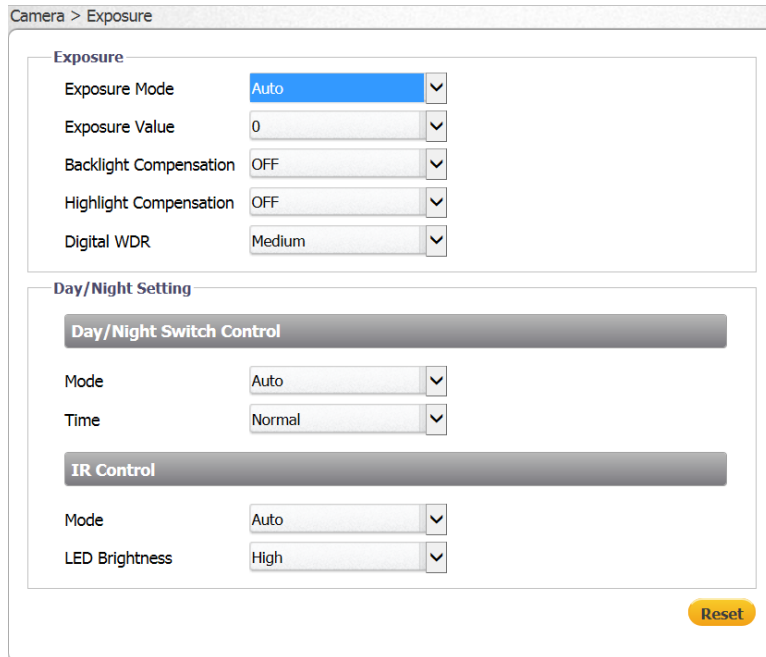 Camera > Exposure
Exposure
Exposure Mode Auto
Exposure Value 0
Backlight Compensation OFF
Highlight Compensation OFF
Digital WDR Medium
Day/Night Setting
Day/Night Switch Control
Mode Auto
Time Normal
IR Control
Mode Auto
LED Brightness High
Reset